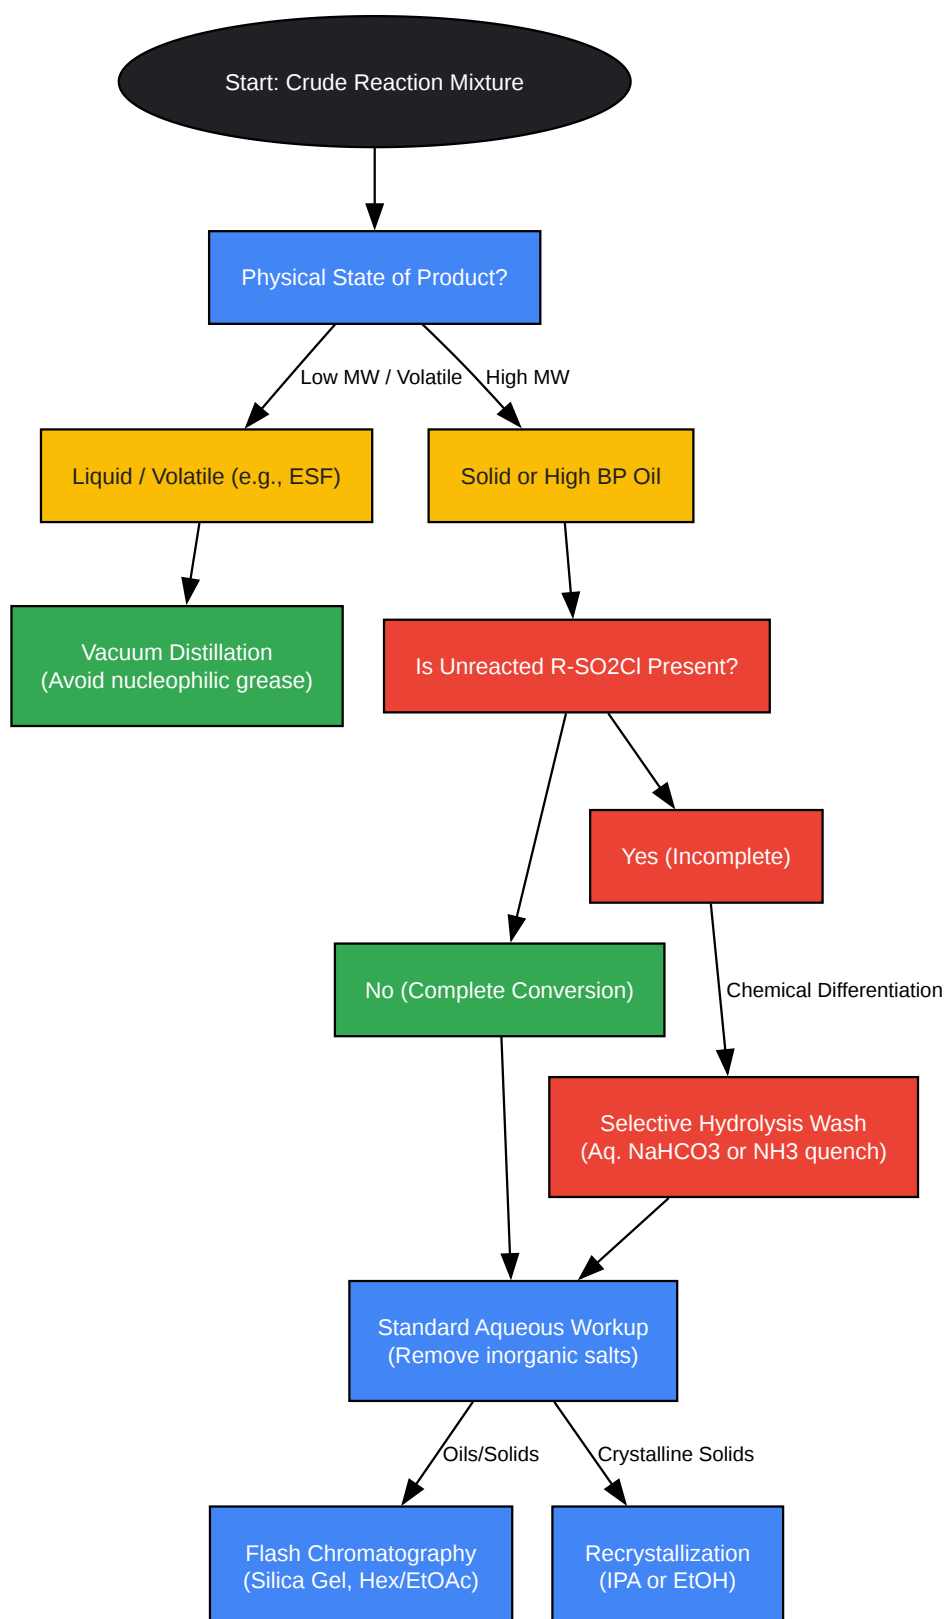 Start: Crude Reaction Mixture
Physical State of Product?
Low MW / Volatile
High MW
Liquid / Volatile (e.g., ESF)
Solid or High BP Oil
Vacuum Distillation
(Avoid nucleophilic grease)
Is Unreacted R-SO2Cl Present?
Yes (Incomplete)
No (Complete Conversion)
Chemical Differentiation
Selective Hydrolysis Wash
(Aq. NaHCO3 or NH3 quench)
Standard Aqueous Workup
(Remove inorganic salts)
Oils/Solids
Crystalline Solids
Flash Chromatography
(Silica Gel, Hex/EtOAc)
Recrystallization
(IPA or EtOH)